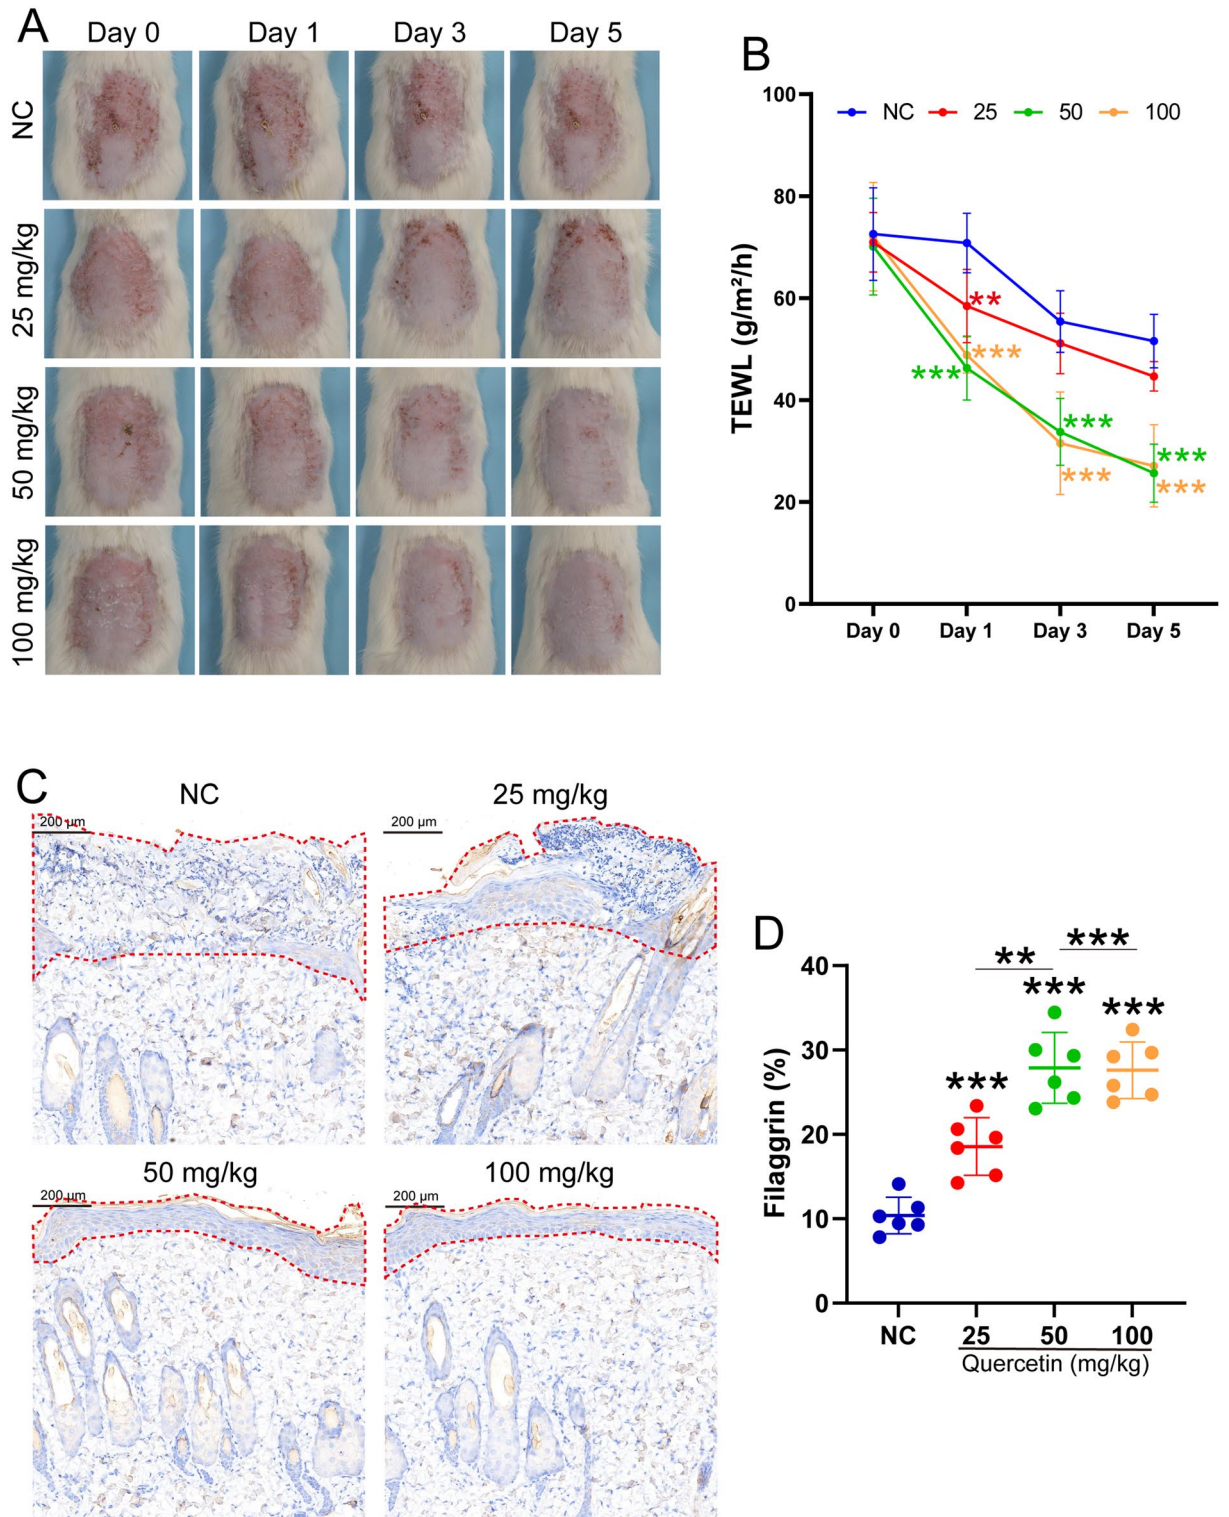 A
Day 0 Day 1 Day 3 Day 5
NC
25 mg/kg
50 mg/kg
100 mg/kg
B
NC 25 50 100
TEWL (g/m²/h)
100
80
60
40
20
0
**
***
***
***
***
***
***
Day 0 Day 1 Day 3 Day 5
C
NC
200 µm
25 mg/kg
200 µm
50 mg/kg
200 µm
100 mg/kg
200 µm
D
Filaggrin (%)
40
30
20
10
0
** ***
*** *** ***
NC 25 50 100
Quercetin (mg/kg)